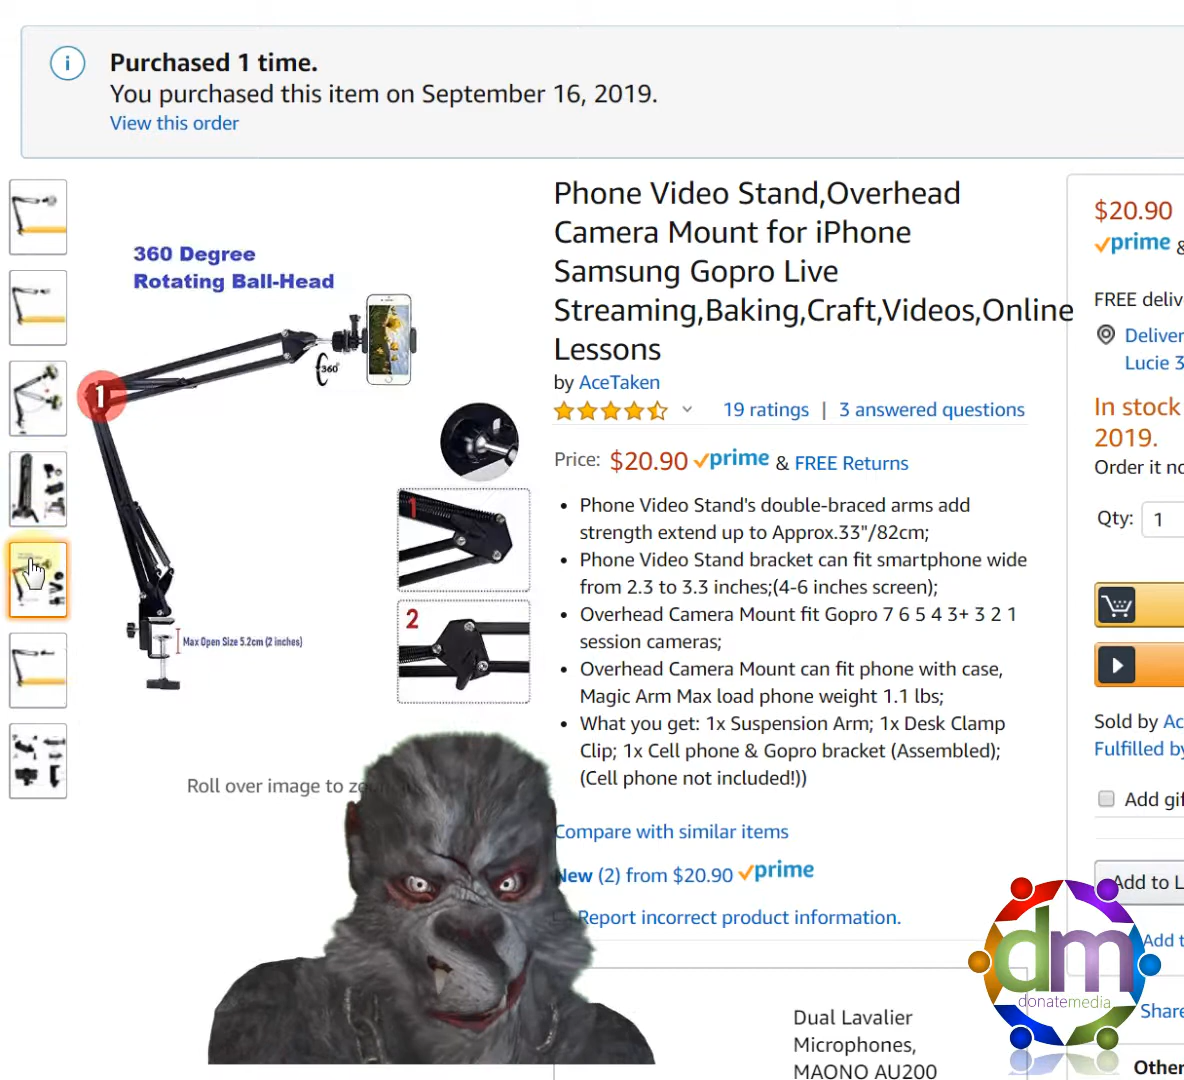 Purchased 1 time.
You purchased this item on September 16, 2019.
View this order
360 Degree
Rotating Ball-Head
360°
1
1
2
Max Open Size 5.2cm (2 inches)
Roll over image to
Phone Video Stand,Overhead
Camera Mount for iPhone
Samsung Gopro Live
Streaming,Baking,Craft,Videos,Online
Lessons
by AceTaken
19 ratings | 3 answered questions
Price: $20.90 prime & FREE Returns
• Phone Video Stand's double-braced arms add
strength extend up to Approx.33"/82cm;
• Phone Video Stand bracket can fit smartphone wide
from 2.3 to 3.3 inches;(4-6 inches screen);
• Overhead Camera Mount fit Gopro 7 6 5 4 3+ 3 2 1
session cameras;
• Overhead Camera Mount can fit phone with case,
Magic Arm Max load phone weight 1.1 lbs;
• What you get: 1x Suspension Arm; 1x Desk Clamp
Clip; 1x Cell phone & Gopro bracket (Assembled);
(Cell phone not included!))
Compare with similar items
New (2) from $20.90 prime
Report incorrect product information.
Dual Lavalier
Microphones,
MAONO AU200
$20.90
prime &
FREE deliv
Deliver
Lucie 3
In stock
2019.
Order it no
Qty: 1
Sold by Ac
Fulfilled by
Add gif
Add to L
Add t
Share
Other
dm
donatemedia